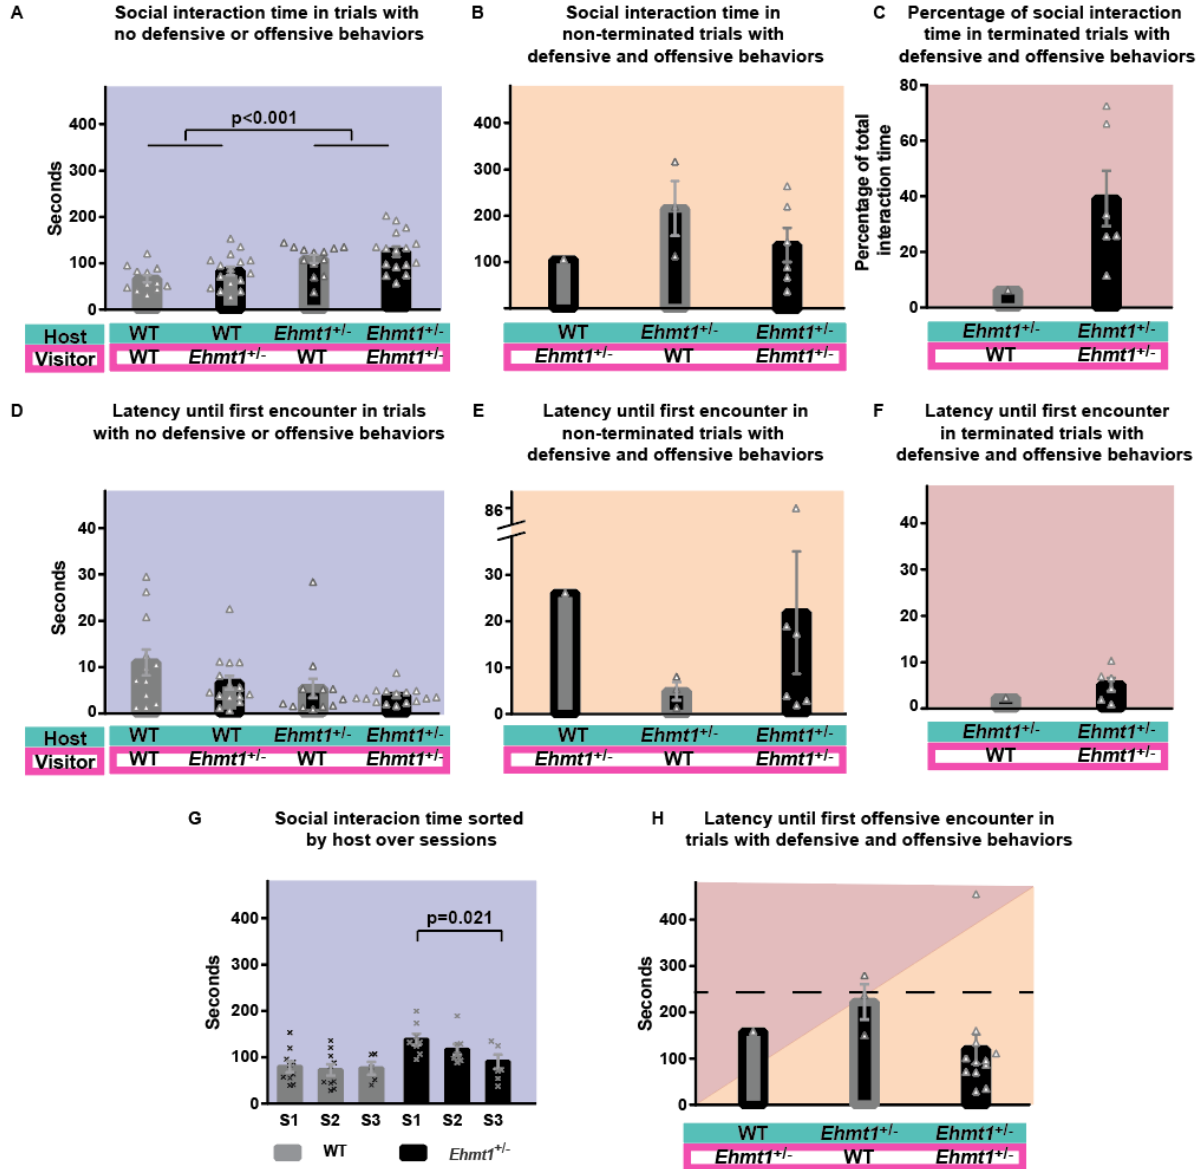 A
Social interaction time in trials with
no defensive or offensive behaviors
B
Social interaction time in
non-terminated trials with
defensive and offensive behaviors
C
Percentage of social interaction
time in terminated trials with
defensive and offensive behaviors
Seconds
400
300
200
100
0
p<0.001
400
300
200
100
Percentage of total
interaction time
80
60
40
20
0
Host WT WT Ehmt1+/- Ehmt1+/-
Visitor WT Ehmt1+/- WT Ehmt1+/-
WT Ehmt1+/- Ehmt1+/-
Ehmt1+/- WT Ehmt1+/-
Ehmt1+/- Ehmt1+/-
WT Ehmt1+/-
D
Latency until first encounter in trials
with no defensive or offensive behaviors
E
Latency until first encounter in
non-terminated trials with
defensive and offensive behaviors
F
Latency until first encounter
in terminated trials with
defensive and offensive behaviors
Seconds
40
30
20
10
0
86
30
20
10
0
40
30
20
10
0
Host WT WT Ehmt1+/- Ehmt1+/-
Visitor WT Ehmt1+/- WT Ehmt1+/-
WT Ehmt1+/- Ehmt1+/-
Ehmt1+/- WT Ehmt1+/-
Ehmt1+/- Ehmt1+/-
WT Ehmt1+/-
G
Social interacion time sorted
by host over sessions
Seconds
400
300
200
100
0
p=0.021
S1 S2 S3 S1 S2 S3
WT Ehmt1+/-
H
Latency until first offensive encounter in
trials with defensive and offensive behaviors
Seconds
400
300
200
100
0
WT Ehmt1+/- Ehmt1+/-
Ehmt1+/- WT Ehmt1+/-